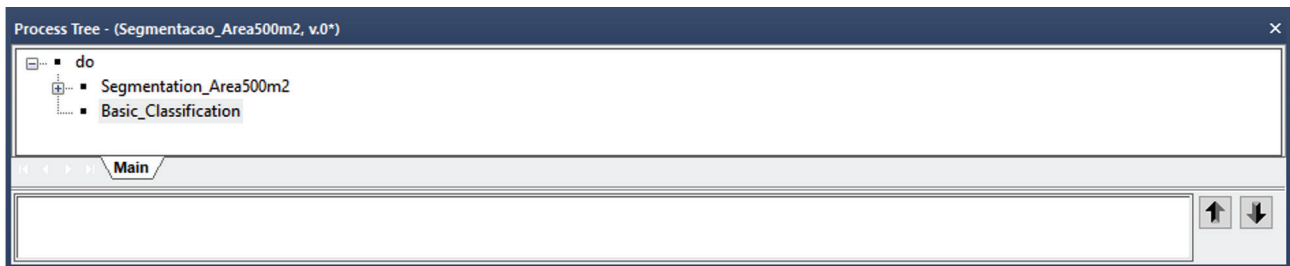 Process Tree - (Segmentacao_Area500m2, v.0*)
do
Segmentation_Area500m2
Basic_Classification
Main